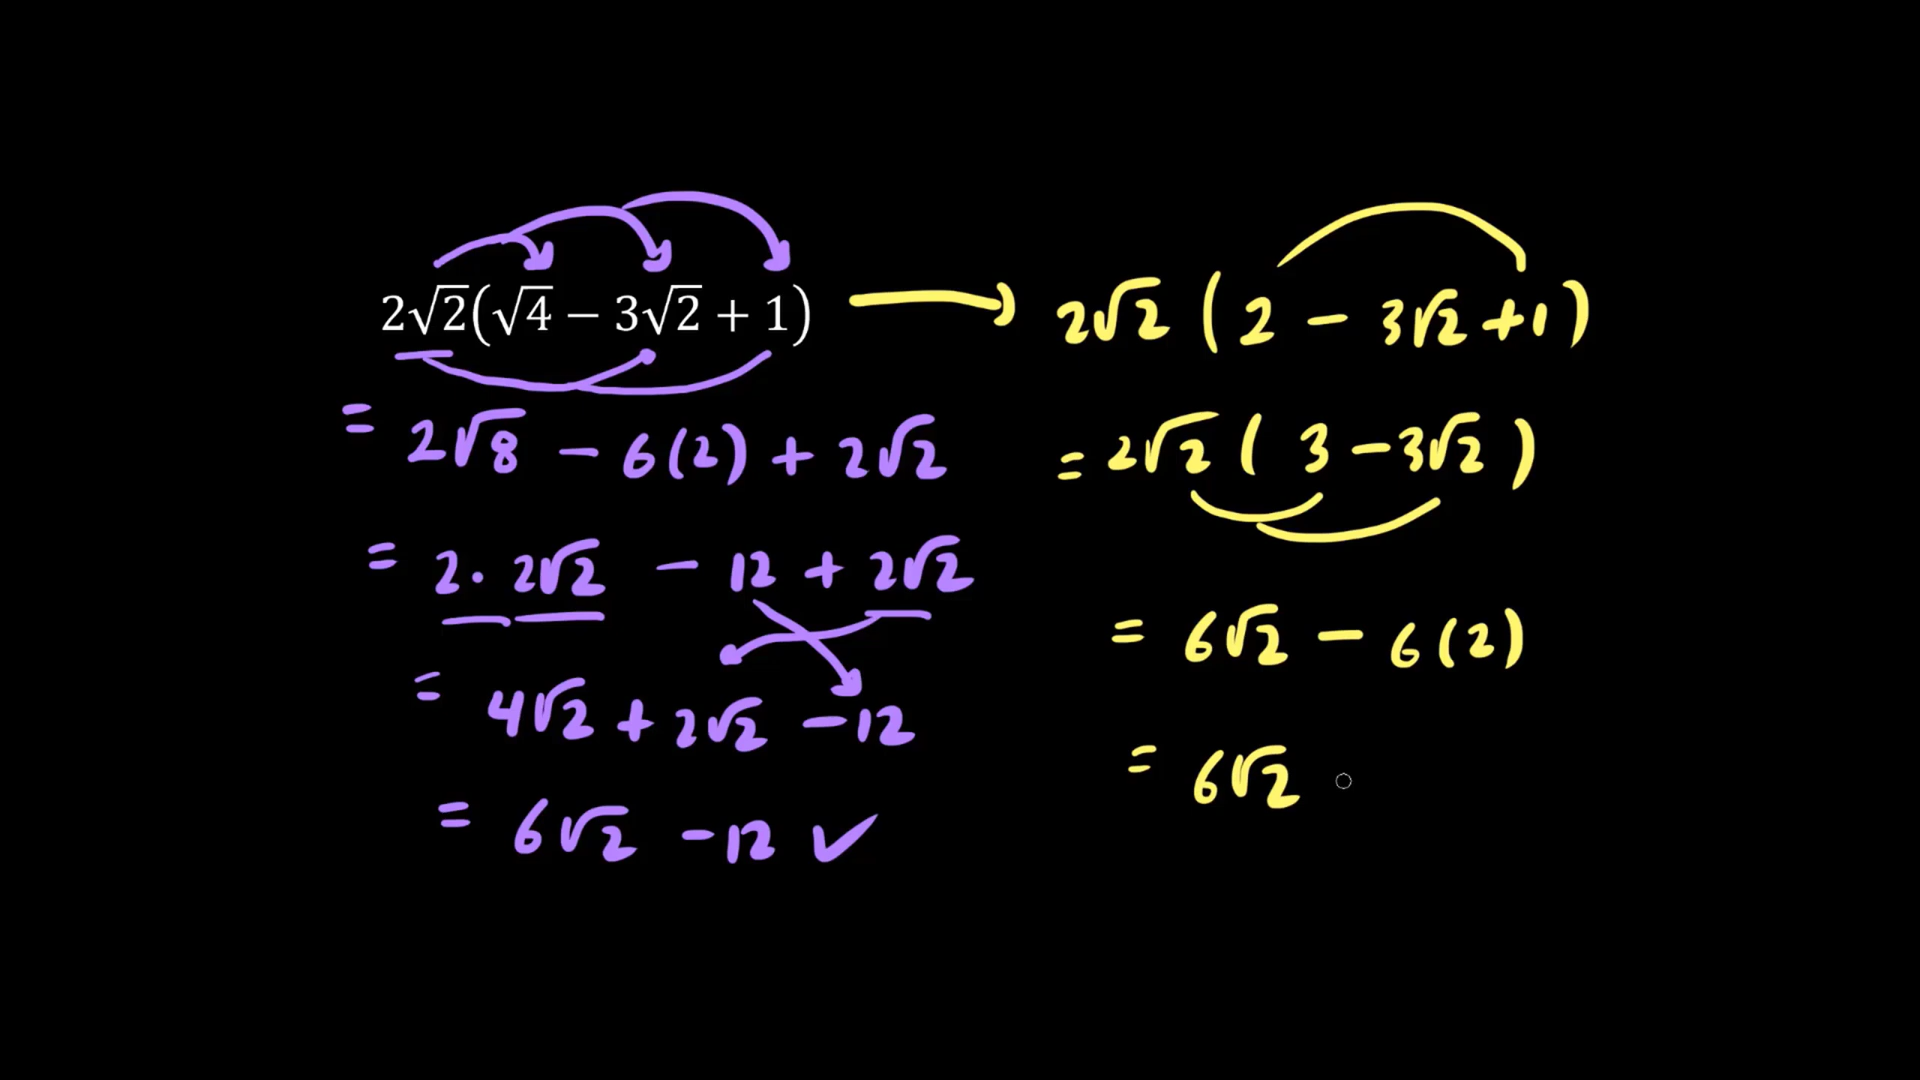 2√2(√4 − 3√2 + 1)
= 2√8 − 6(2) + 2√2
= 2 · 2√2 − 12 + 2√2
= 4√2 + 2√2 − 12
= 6√2 − 12 ✓
2√2 (2 − 3√2 + 1)
= 2√2 (3 − 3√2)
= 6√2 − 6(2)
= 6√2